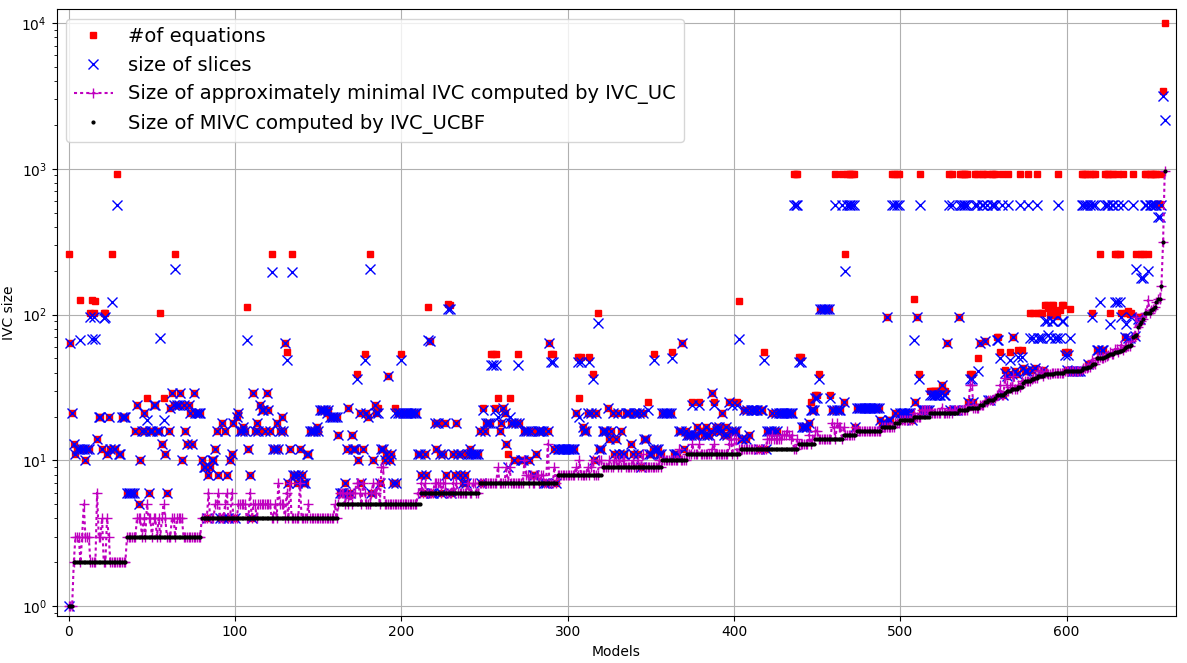 #of equations
size of slices
Size of approximately minimal IVC computed by IVC_UC
Size of MIVC computed by IVC_UCBF
IVC size
10^4
10^3
10^2
10^1
10^0
0 100 200 300 400 500 600
Models